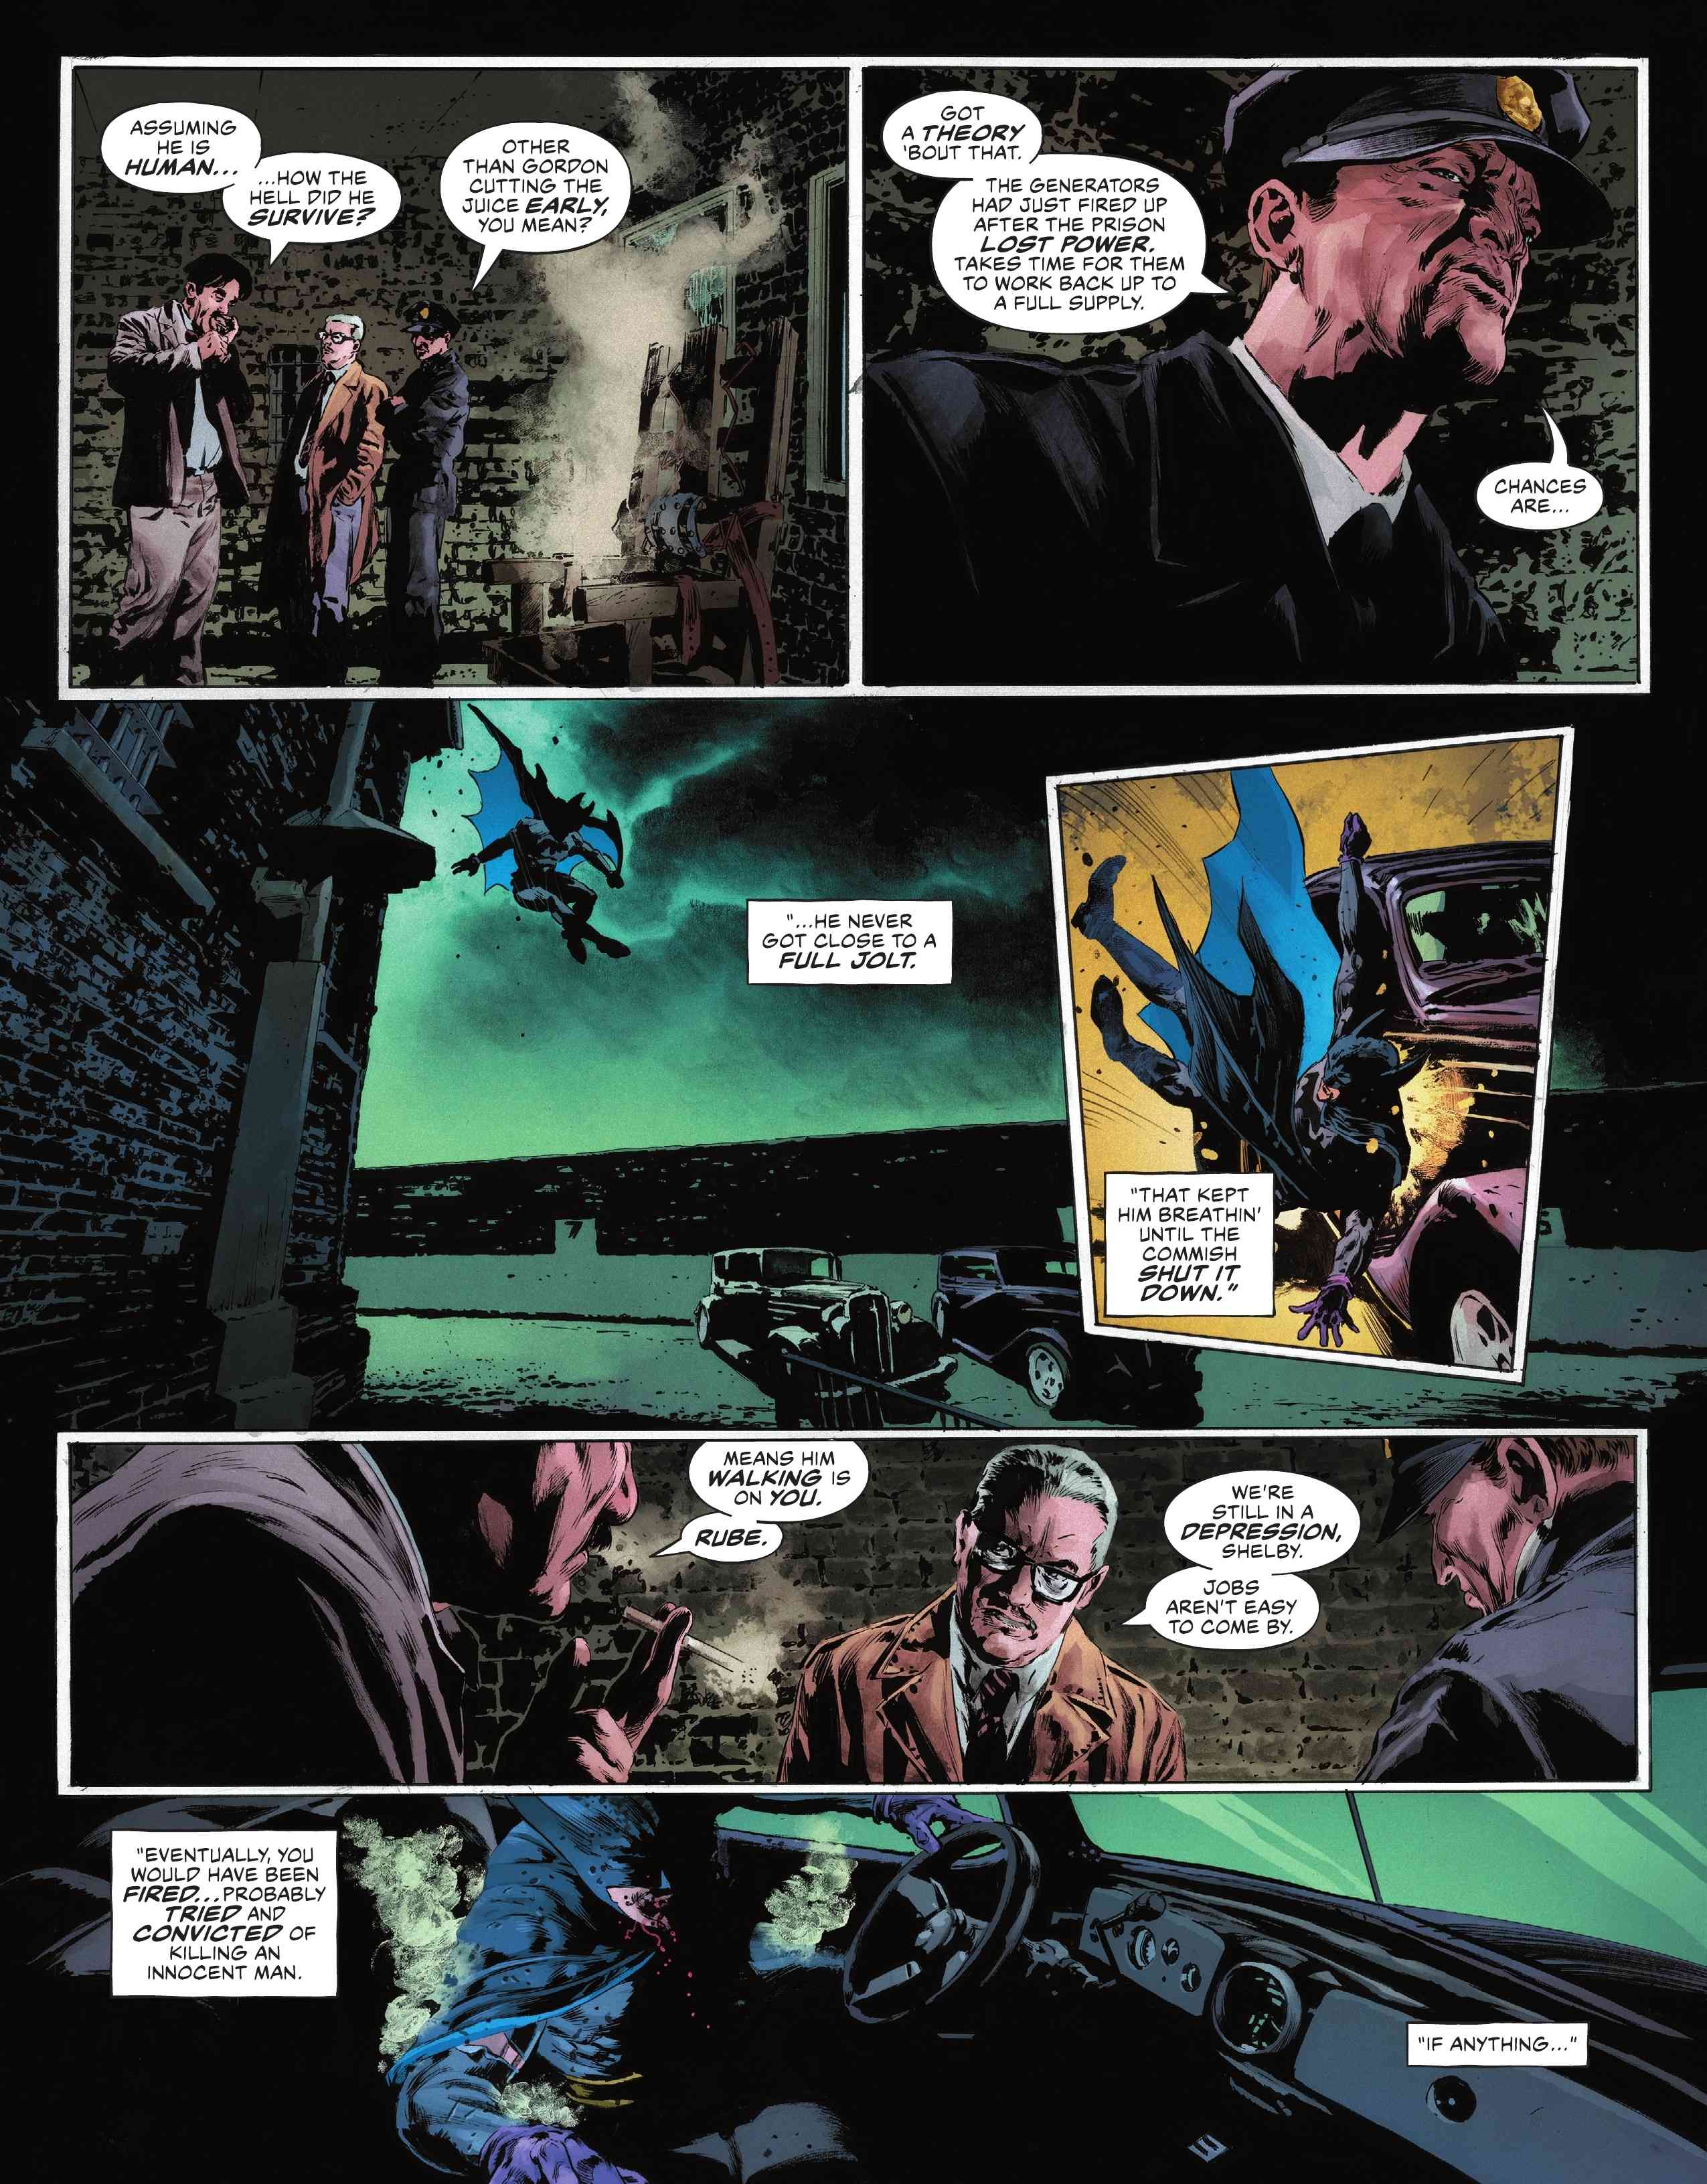 ASSUMING
HE IS
HUMAN...
...HOW THE
HELL DID HE
SURVIVE?
OTHER
THAN GORDON
CUTTING THE
JUICE EARLY,
YOU MEAN?
GOT
A THEORY
'BOUT THAT.
THE GENERATORS
HAD JUST FIRED UP
AFTER THE PRISON
LOST POWER.
TAKES TIME FOR THEM
TO WORK BACK UP TO
A FULL SUPPLY.
CHANCES
ARE...
"...HE NEVER
GOT CLOSE TO A
FULL JOLT.
7
"THAT KEPT
HIM BREATHIN'
UNTIL THE
COMMISH
SHUT IT
DOWN."
MEANS HIM
WALKING IS
ON YOU.
RUBE.
WE'RE
STILL IN A
DEPRESSION,
SHELBY.
JOBS
AREN'T EASY
TO COME BY.
"EVENTUALLY, YOU
WOULD HAVE BEEN
FIRED...PROBABLY
TRIED AND
CONVICTED OF
KILLING AN
INNOCENT MAN.
"IF ANYTHING..."